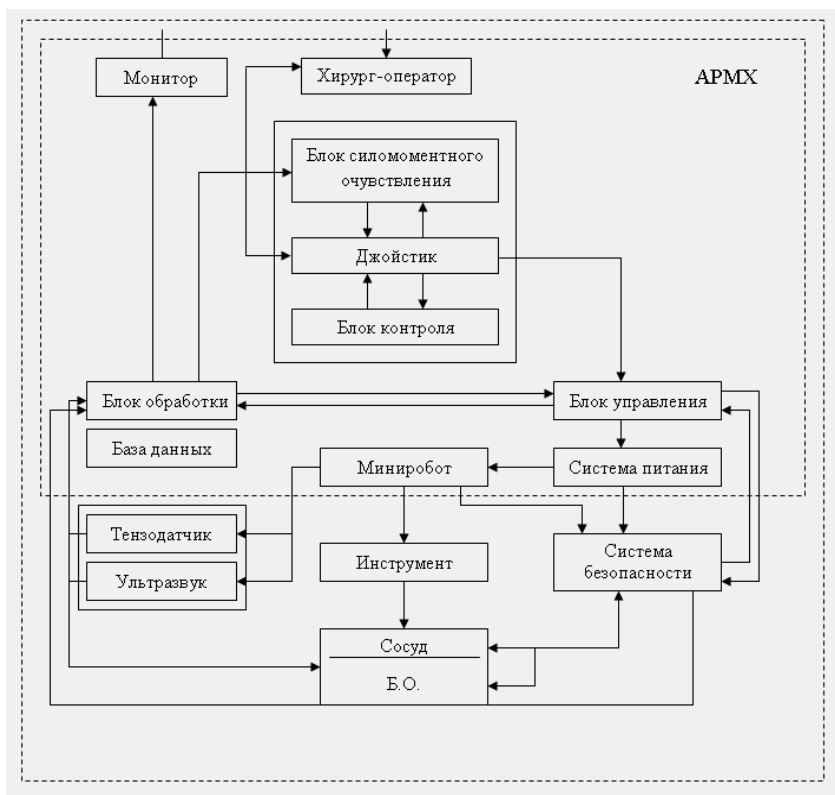 Монитор
Хирург-оператор
АРМХ
Блок силомоментного
очувствления
Джойстик
Блок контроля
Блок обработки
Блок управления
База данных
Миниробот
Система питания
Тензодатчик
Инструмент
Система
безопасности
Ультразвук
Сосуд
Б.О.